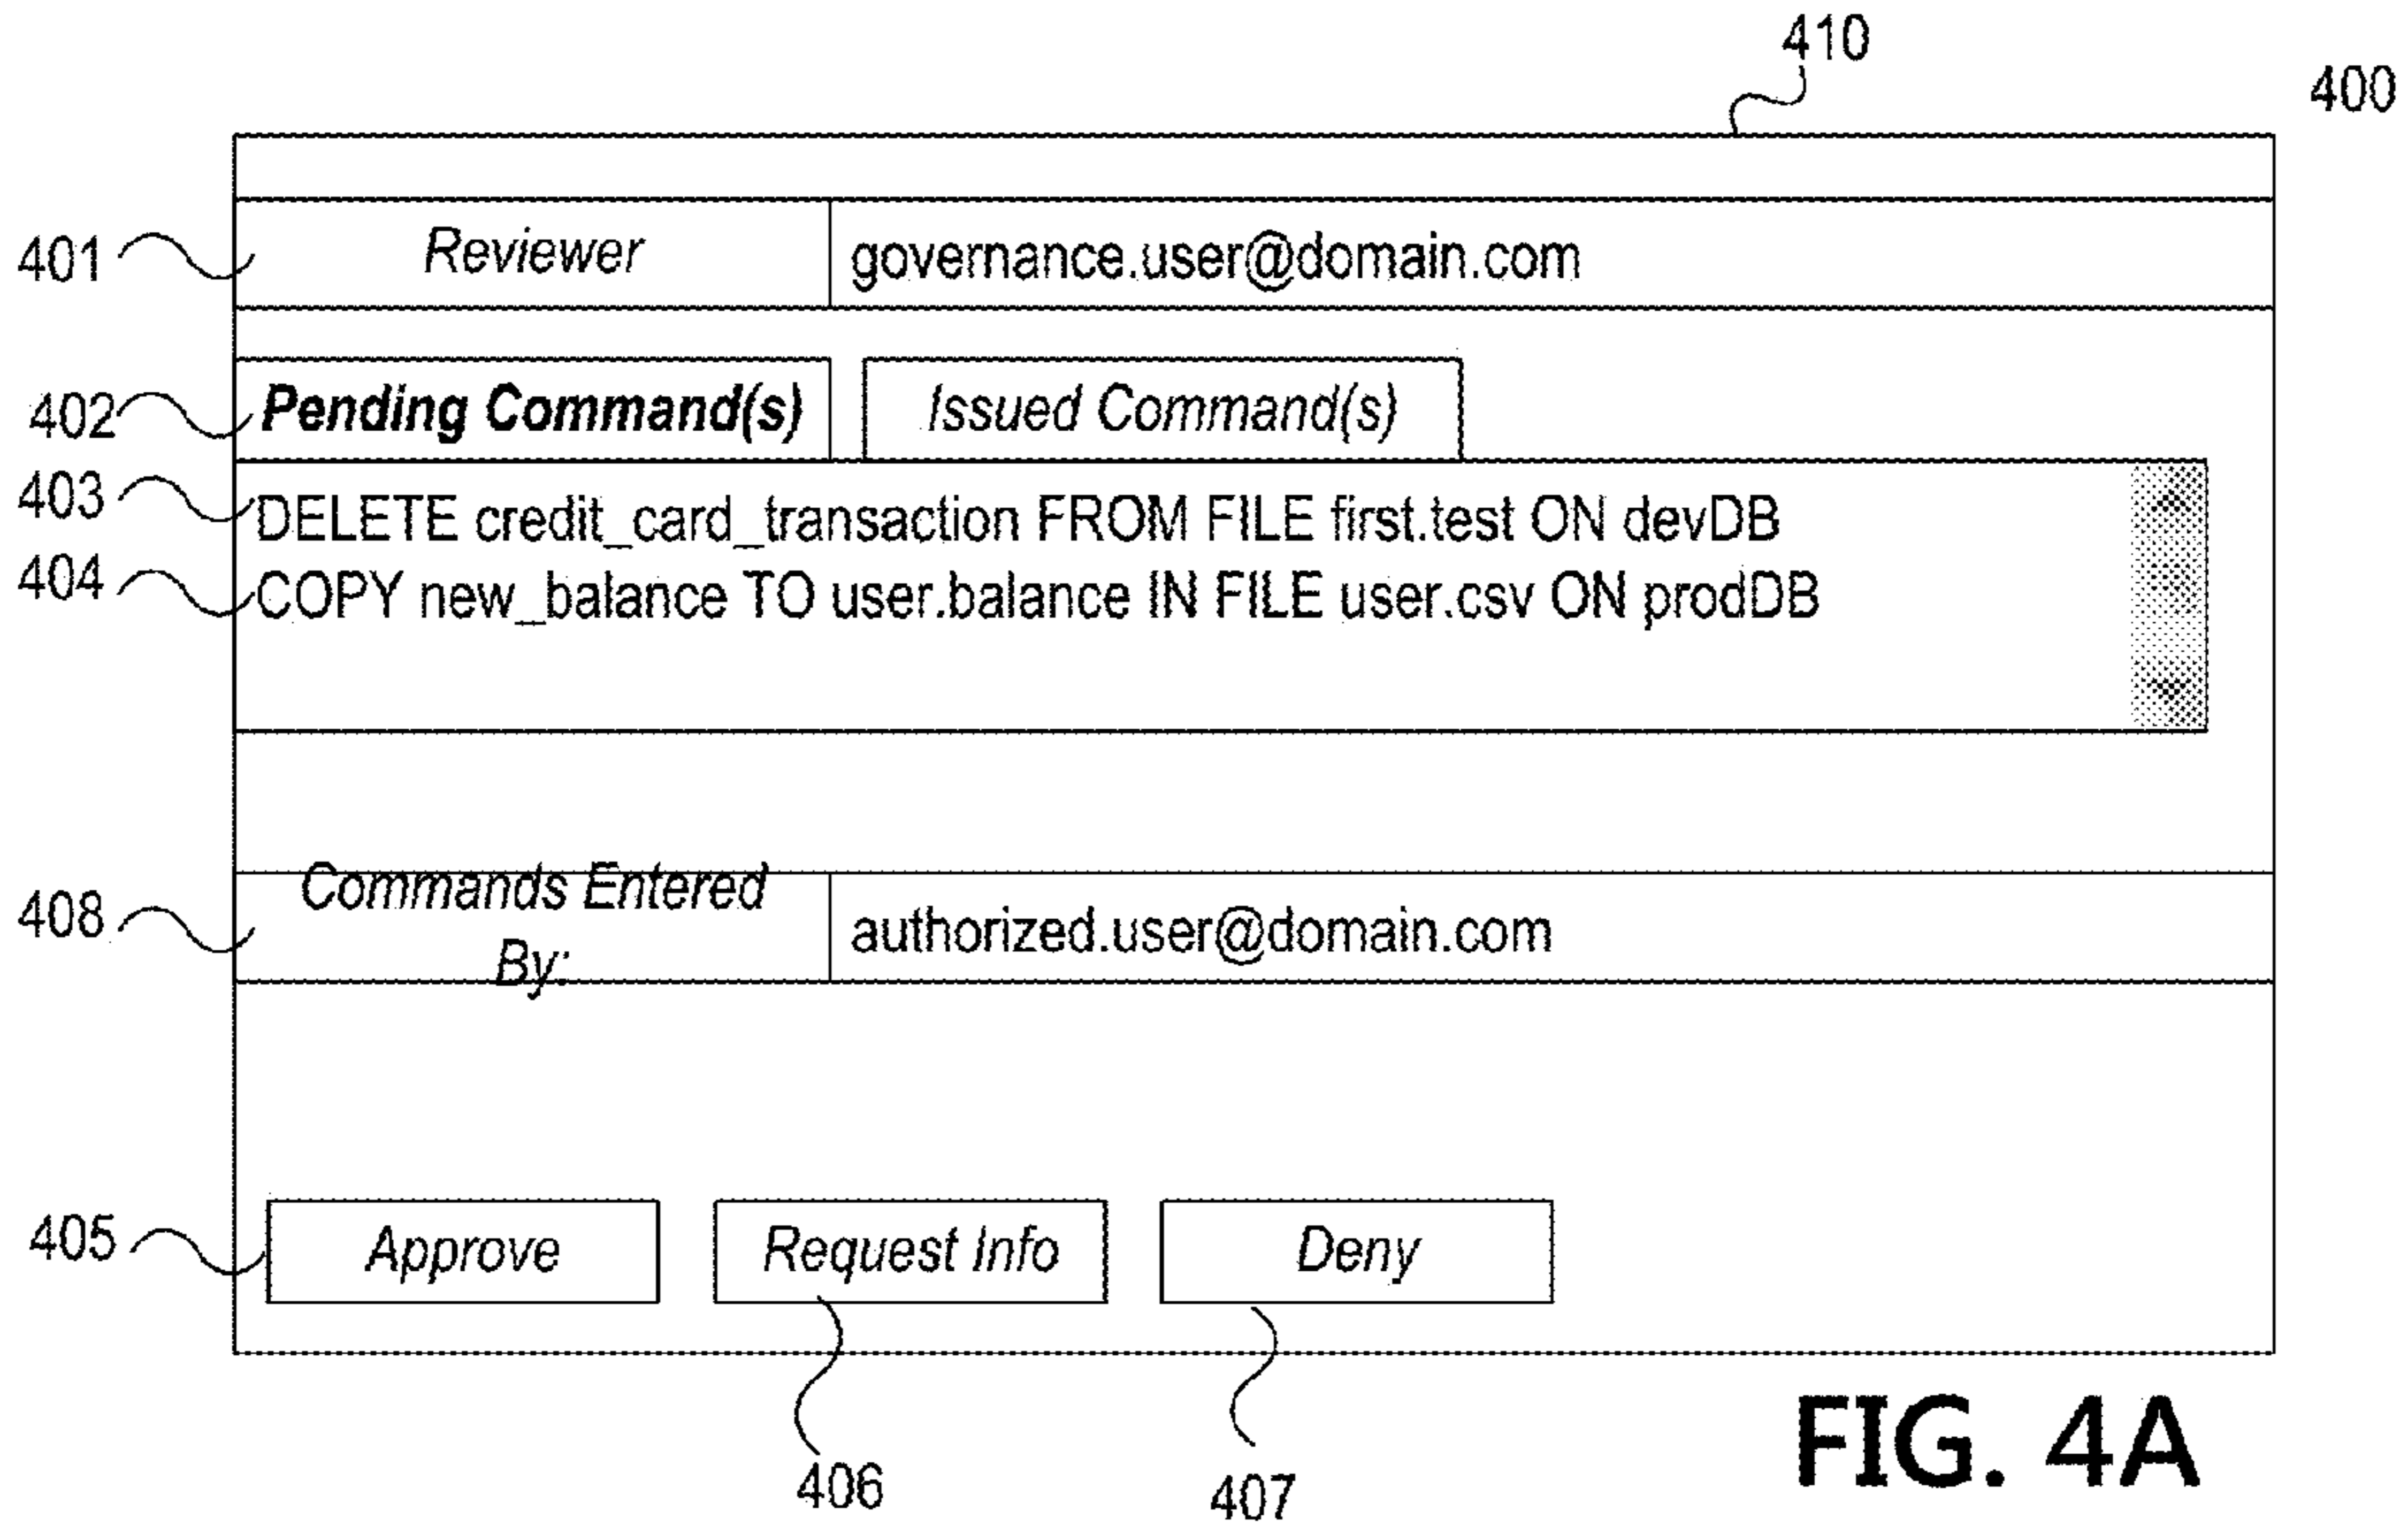 410
400
401
Reviewer
governance.user@domain.com
402
Pending Command(s)
Issued Command(s)
403
DELETE credit_card_transaction FROM FILE first.test ON devDB
404
COPY new_balance TO user.balance IN FILE user.csv ON prodDB
408
Commands Entered
By:
authorized.user@domain.com
405
Approve
Request Info
Deny
406
407
FIG. 4A